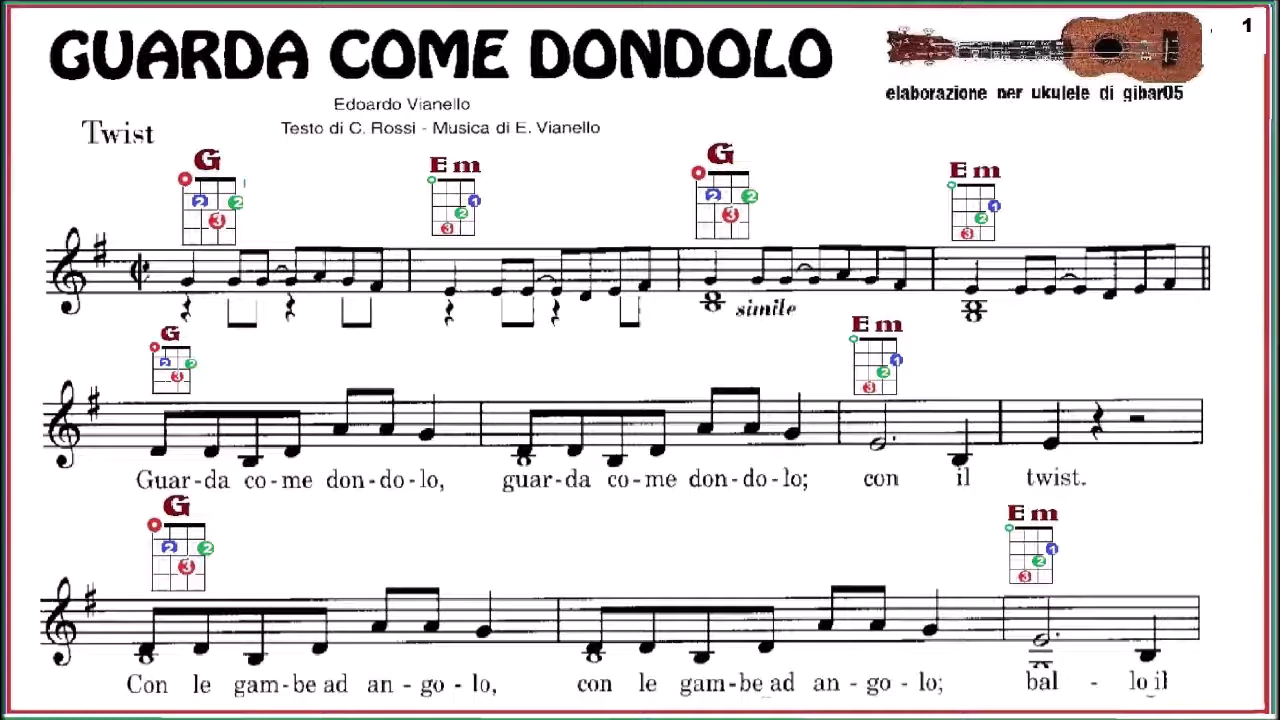 1
GUARDA COME DONDOLO
elaborazione per ukulele di gibar05
Edoardo Vianello
Testo di C. Rossi - Musica di E. Vianello
Twist
G Em G Em
simile
G Em
Guar-da co-me don-do-lo, guar-da co-me don-do-lo; con il twist.
G Em
Con le gam-be ad an-go-lo, con le gam-be ad an-go-lo; bal-lo il